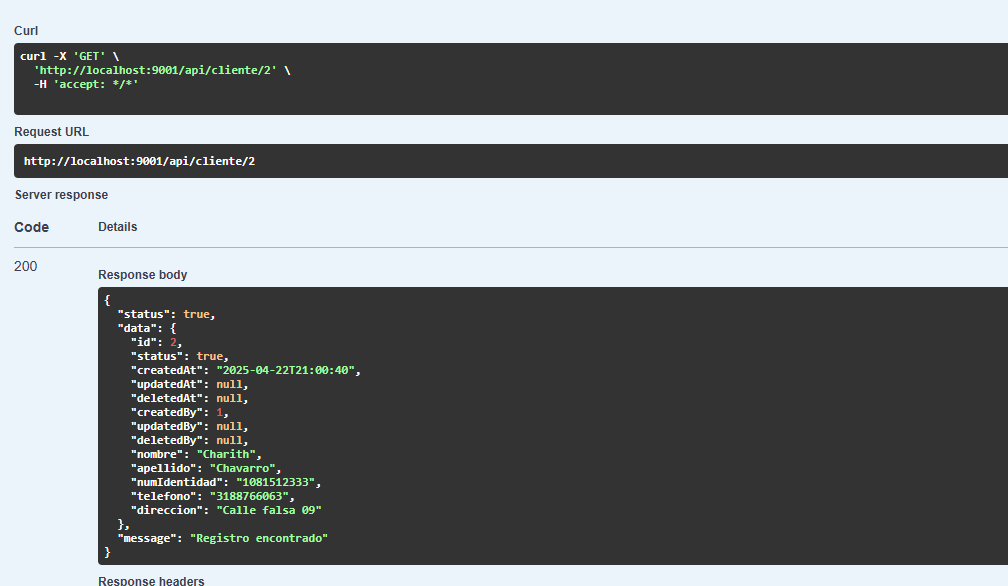 Curl
curl -X 'GET' \
  'http://localhost:9001/api/cliente/2' \
  -H 'accept: */*'
Request URL
http://localhost:9001/api/cliente/2
Server response
Code Details
200
Response body
{
  "status": true,
  "data": {
    "id": 2,
    "status": true,
    "createdAt": "2025-04-22T21:00:40",
    "updatedAt": null,
    "deletedAt": null,
    "createdBy": 1,
    "updatedBy": null,
    "deletedBy": null,
    "nombre": "Charith",
    "apellido": "Chavarro",
    "numIdentidad": "1081512333",
    "telefono": "3188766063",
    "direccion": "Calle falsa 09"
  },
  "message": "Registro encontrado"
}
Response headers